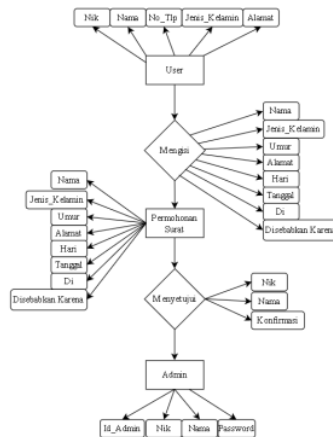 Nik
Nama
No_Tlp
Jenis_Kelamin
Alamat
User
Mengisi
Nama
Jenis_Kelamin
Umur
Alamat
Hari
Tanggal
Di
Disebabkan Karena
Permohonan
Surat
Nama
Jenis_Kelamin
Umur
Alamat
Hari
Tanggal
Di
Disebabkan Karena
Menyetujui
Nik
Nama
Konfirmasi
Admin
Id_Admin
Nik
Nama
Password